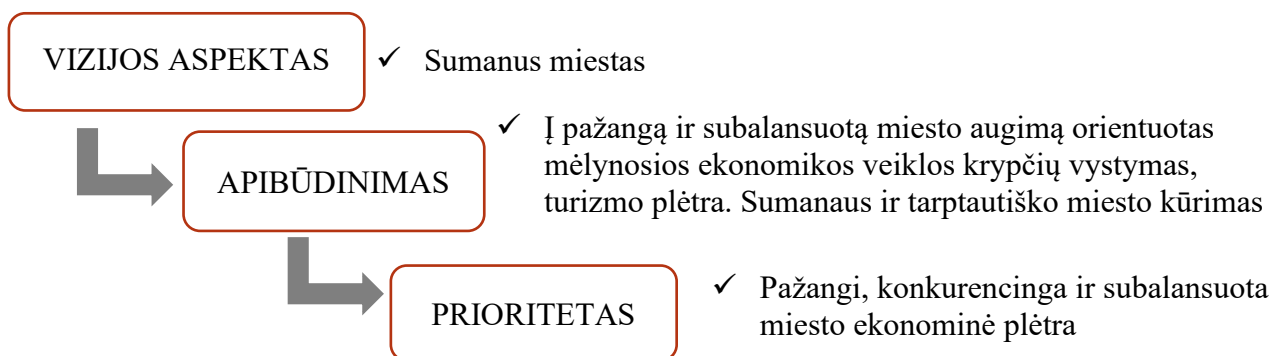 VIZIJOS ASPEKTAS
✓ Sumanus miestas
APIBŪDINIMAS
✓ Į pažangą ir subalansuotą miesto augimą orientuotas
mėlynosios ekonomikos veiklos krypčių vystymas,
turizmo plėtra. Sumanaus ir tarptautiško miesto kūrimas
PRIORITETAS
✓ Pažangi, konkurencinga ir subalansuota
miesto ekonominė plėtra